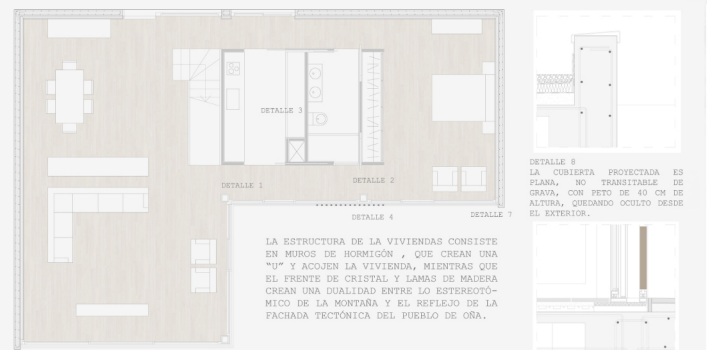 DETALLE 3
DETALLE 1
DETALLE 2
DETALLE 4
DETALLE 7
LA ESTRUCTURA DE LA VIVIENDAS CONSISTE
EN MUROS DE HORMIGÓN , QUE CREAN UNA
“U” Y ACOJEN LA VIVIENDA, MIENTRAS QUE
EL FRENTE DE CRISTAL Y LAMAS DE MADERA
CREAN UNA DUALIDAD ENTRE LO ESTEREOTÓ-
MICO DE LA MONTAÑA Y EL REFLEJO DE LA
FACHADA TECTÓNICA DEL PUEBLO DE OÑA.
DETALLE 8
LA CUBIERTA PROYECTADA ES
PLANA, NO TRANSITABLE DE
GRAVA, CON PETO DE 40 CM DE
ALTURA, QUEDANDO OCULTO DESDE
EL EXTERIOR.